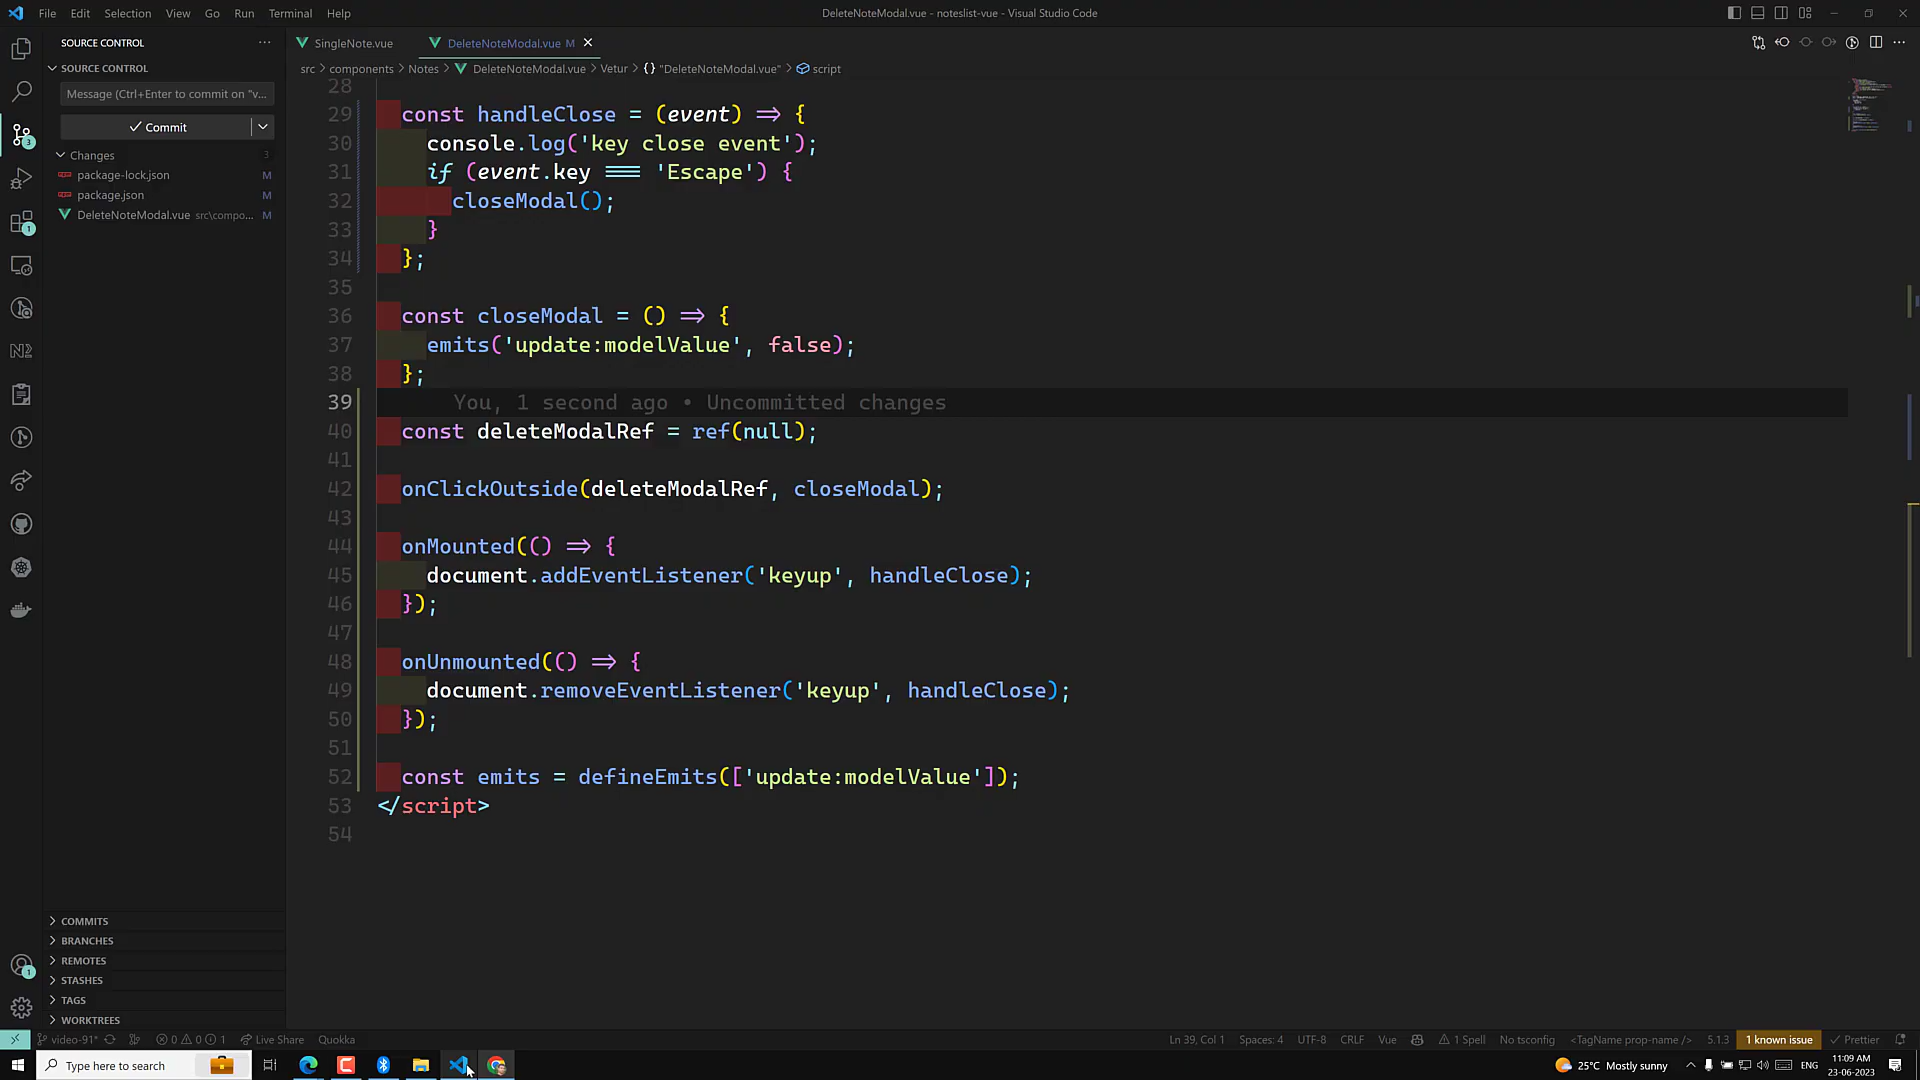 File Edit Selection View Go Run Terminal Help
DeleteNoteModal.vue - noteslist-vue - Visual Studio Code
SOURCE CONTROL
SingleNote.vue
DeleteNoteModal.vue M
SOURCE CONTROL
src > components > Notes > DeleteNoteModal.vue > Vetur > {} "DeleteNoteModal.vue" > script
Message (Ctrl+Enter to commit on "v...
Commit
Changes 3
package-lock.json M
package.json M
DeleteNoteModal.vue src\compo... M
3
1
28
29 const handleClose = (event) => {
30 console.log('key close event');
31 if (event.key === 'Escape') {
32 closeModal();
33 }
34 };
35
36 const closeModal = () => {
37 emits('update:modelValue', false);
38 };
39 You, 1 second ago • Uncommitted changes
40 const deleteModalRef = ref(null);
41
42 onClickOutside(deleteModalRef, closeModal);
43
44 onMounted(() => {
45 document.addEventListener('keyup', handleClose);
46 });
47
48 onUnmounted(() => {
49 document.removeEventListener('keyup', handleClose);
50 });
51
52 const emits = defineEmits(['update:modelValue']);
53 </script>
54
COMMITS
BRANCHES
REMOTES
STASHES
TAGS
WORKTREES
1
video-91* 0 0 1 Live Share Quokka
Ln 39, Col 1 Spaces: 4 UTF-8 CRLF Vue 1 Spell No tsconfig <TagName prop-name /> 5.1.3 1 known issue Prettier
Type here to search
25°C Mostly sunny
ENG
11:09 AM
23-06-2023